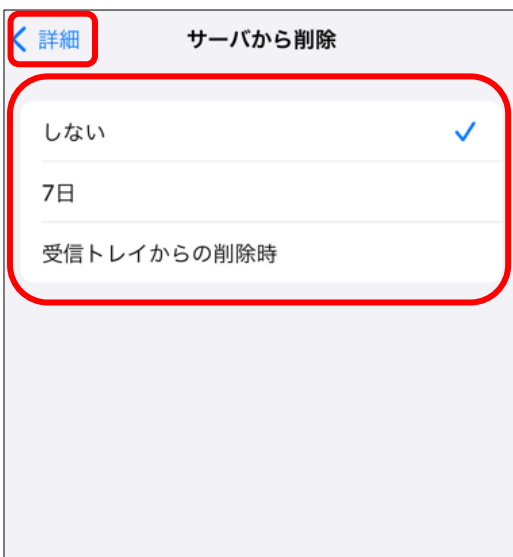 詳細 サーバから削除
しない
7日
受信トレイからの削除時